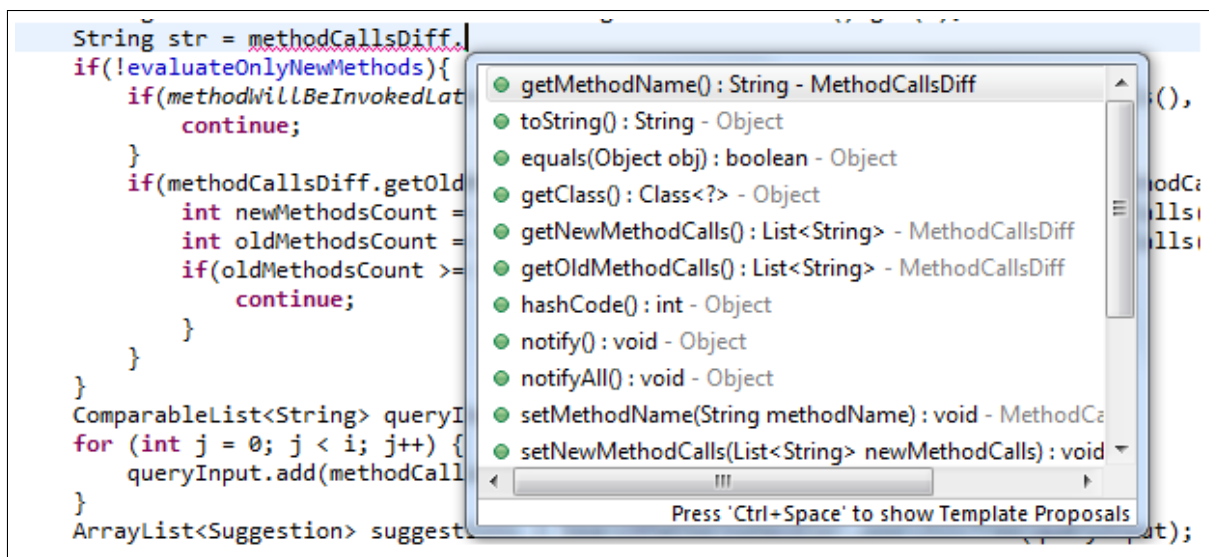 String str = methodCallsDiff.
if(!evaluateOnlyNewMethods){
if(methodWillBeInvokedLat s(),
continue;
}
if(methodCallsDiff.getOld
int newMethodsCount =
int oldMethodsCount =
if(oldMethodsCount >=
continue;
}
}
}
ComparableList<String> queryI
for (int j = 0; j < i; j++) {
queryInput.add(methodCall
}
ArrayList<Suggestion> suggest ut);
getMethodName() : String - MethodCallsDiff
toString() : String - Object
equals(Object obj) : boolean - Object
getClass() : Class<?> - Object
getNewMethodCalls() : List<String> - MethodCallsDiff
getOldMethodCalls() : List<String> - MethodCallsDiff
hashCode() : int - Object
notify() : void - Object
notifyAll() : void - Object
setMethodName(String methodName) : void - MethodCa
setNewMethodCalls(List<String> newMethodCalls) : void
Press 'Ctrl+Space' to show Template Proposals